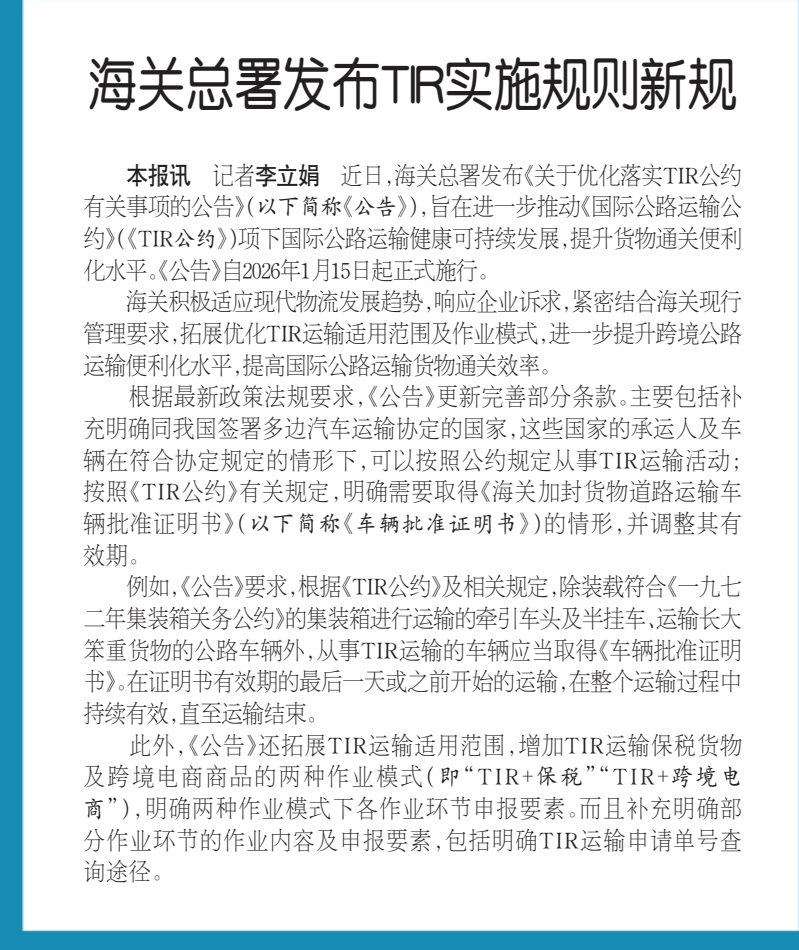 海关总署发布TIR实施规则新规
本报讯　记者李立娟　近日，海关总署发布《关于优化落实TIR公约
有关事项的公告》（以下简称《公告》），旨在进一步推动《国际公路运输公
约》（《TIR公约》）项下国际公路运输健康可持续发展，提升货物通关便利
化水平。《公告》自2026年1月15日起正式施行。
海关积极适应现代物流发展趋势，响应企业诉求，紧密结合海关现行
管理要求，拓展优化TIR运输适用范围及作业模式，进一步提升跨境公路
运输便利化水平，提高国际公路运输货物通关效率。
根据最新政策法规要求，《公告》更新完善部分条款。主要包括补
充明确同我国签署多边汽车运输协定的国家，这些国家的承运人及车
辆在符合协定规定的情形下，可以按照公约规定从事TIR运输活动；
按照《TIR公约》有关规定，明确需要取得《海关加封货物道路运输车
辆批准证明书》（以下简称《车辆批准证明书》）的情形，并调整其有
效期。
例如，《公告》要求，根据《TIR公约》及相关规定，除装载符合《一九七
二年集装箱关务公约》的集装箱进行运输的牵引车头及半挂车、运输长大
笨重货物的公路车辆外，从事TIR运输的车辆应当取得《车辆批准证明
书》。在证明书有效期的最后一天或之前开始的运输，在整个运输过程中
持续有效，直至运输结束。
此外，《公告》还拓展TIR运输适用范围，增加TIR运输保税货物
及跨境电商商品的两种作业模式（即“TIR+保税”“TIR+跨境电
商”），明确两种作业模式下各作业环节申报要素。而且补充明确部
分作业环节的作业内容及申报要素，包括明确TIR运输申请单号查
询途径。